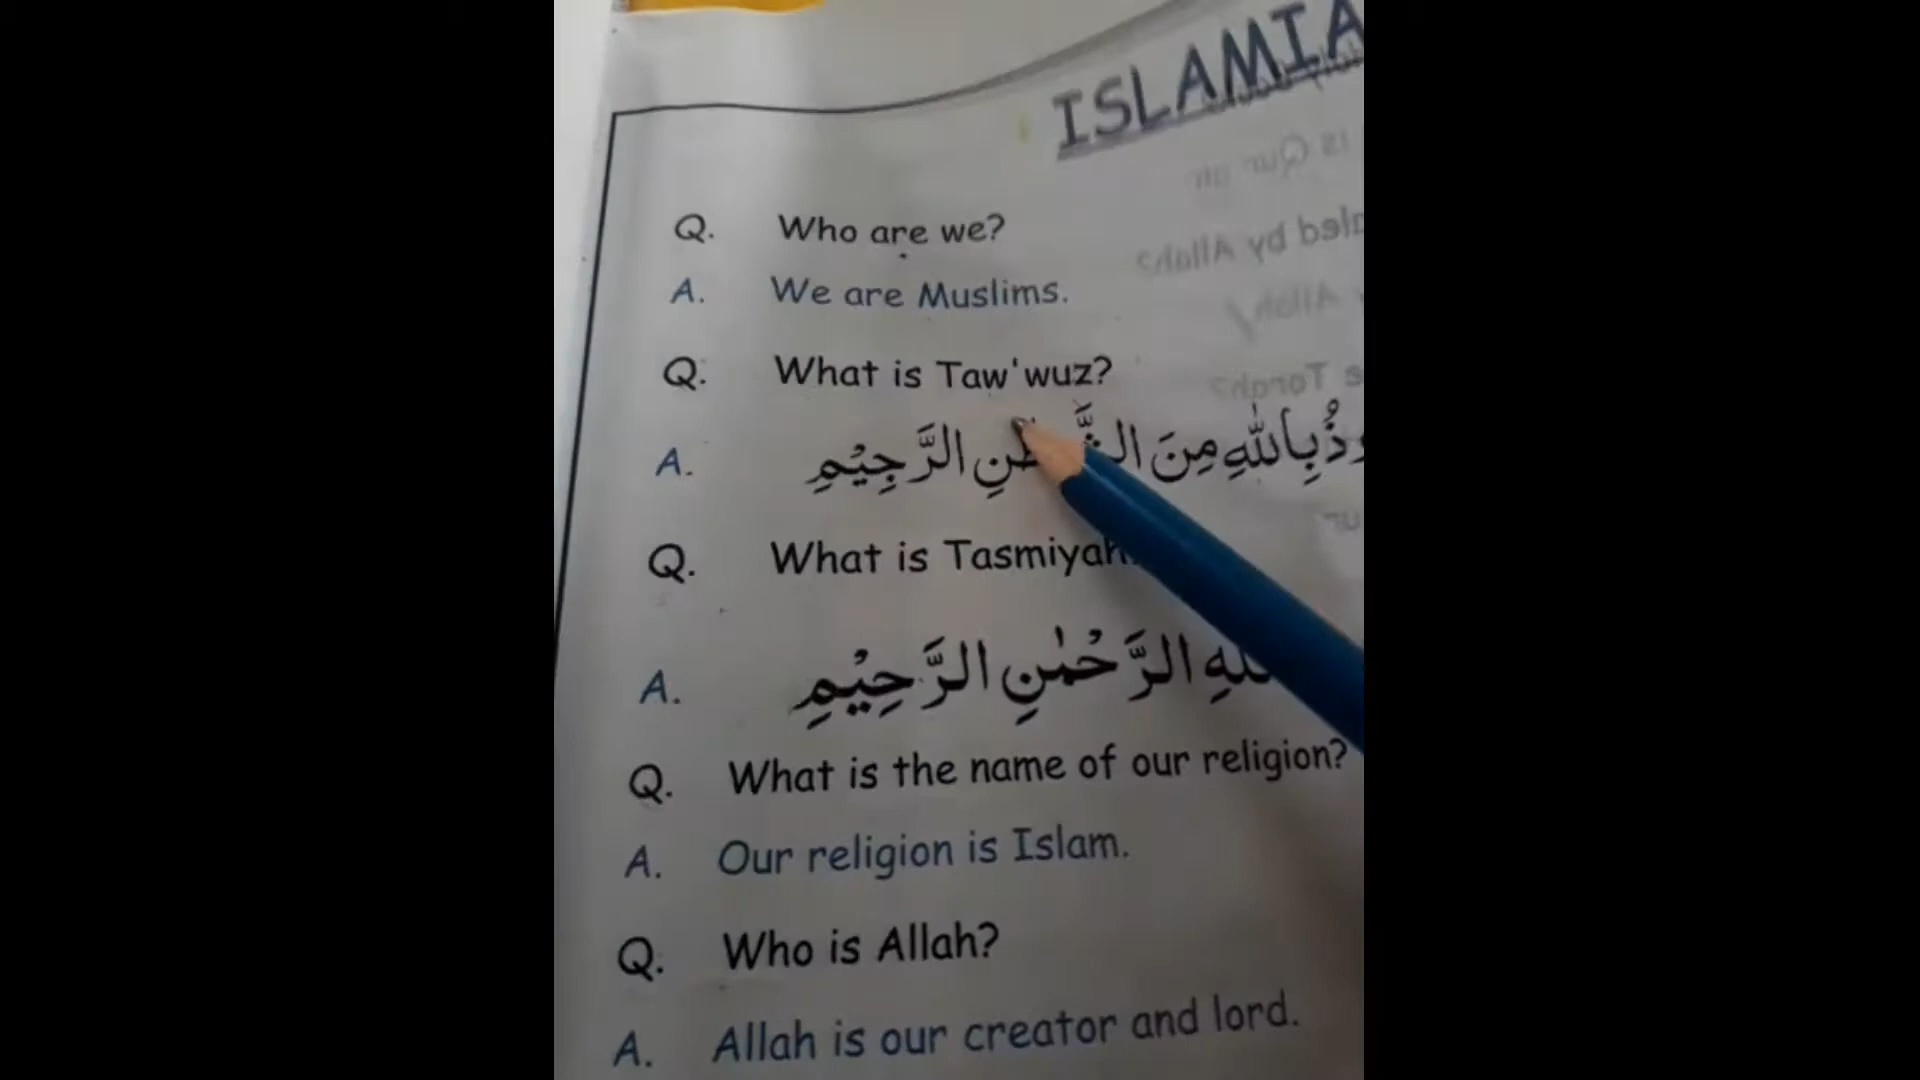 ISLAMIA
Q. Who are we?
A. We are Muslims.
Q. What is Taw'wuz?
A. بِاللّٰهِ مِنَ الرَّجِيْمِ
Q. What is Tasmiyah
A. الرَّحْمٰنِ الرَّحِيْمِ
Q. What is the name of our religion?
A. Our religion is Islam.
Q. Who is Allah?
A. Allah is our creator and lord.